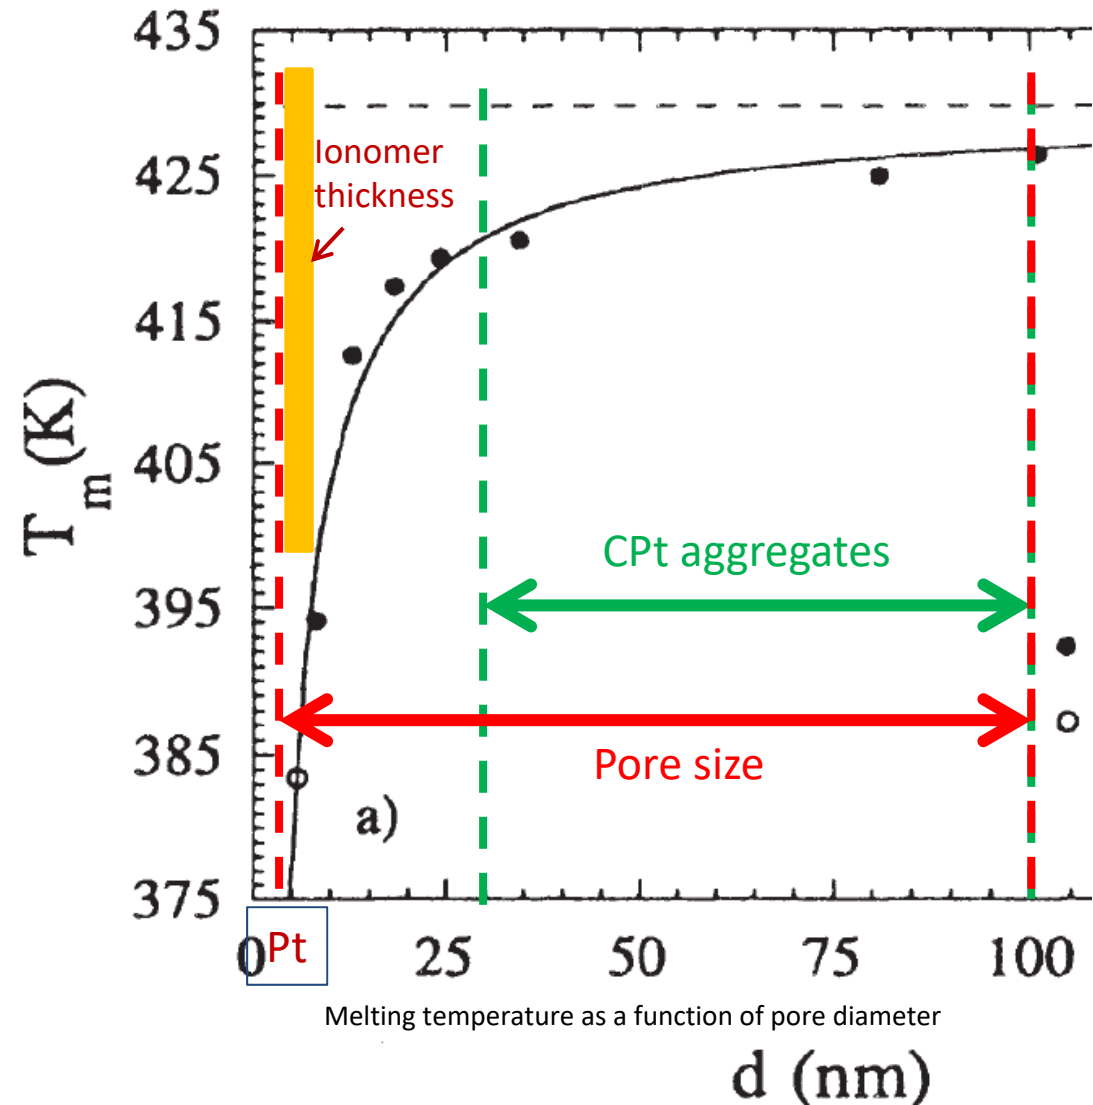 435
425
415
405
395
385
375
T_m (K)
Ionomer
thickness
CPt aggregates
Pore size
a)
Pt
0
25
50
75
100
Melting temperature as a function of pore diameter
d (nm)